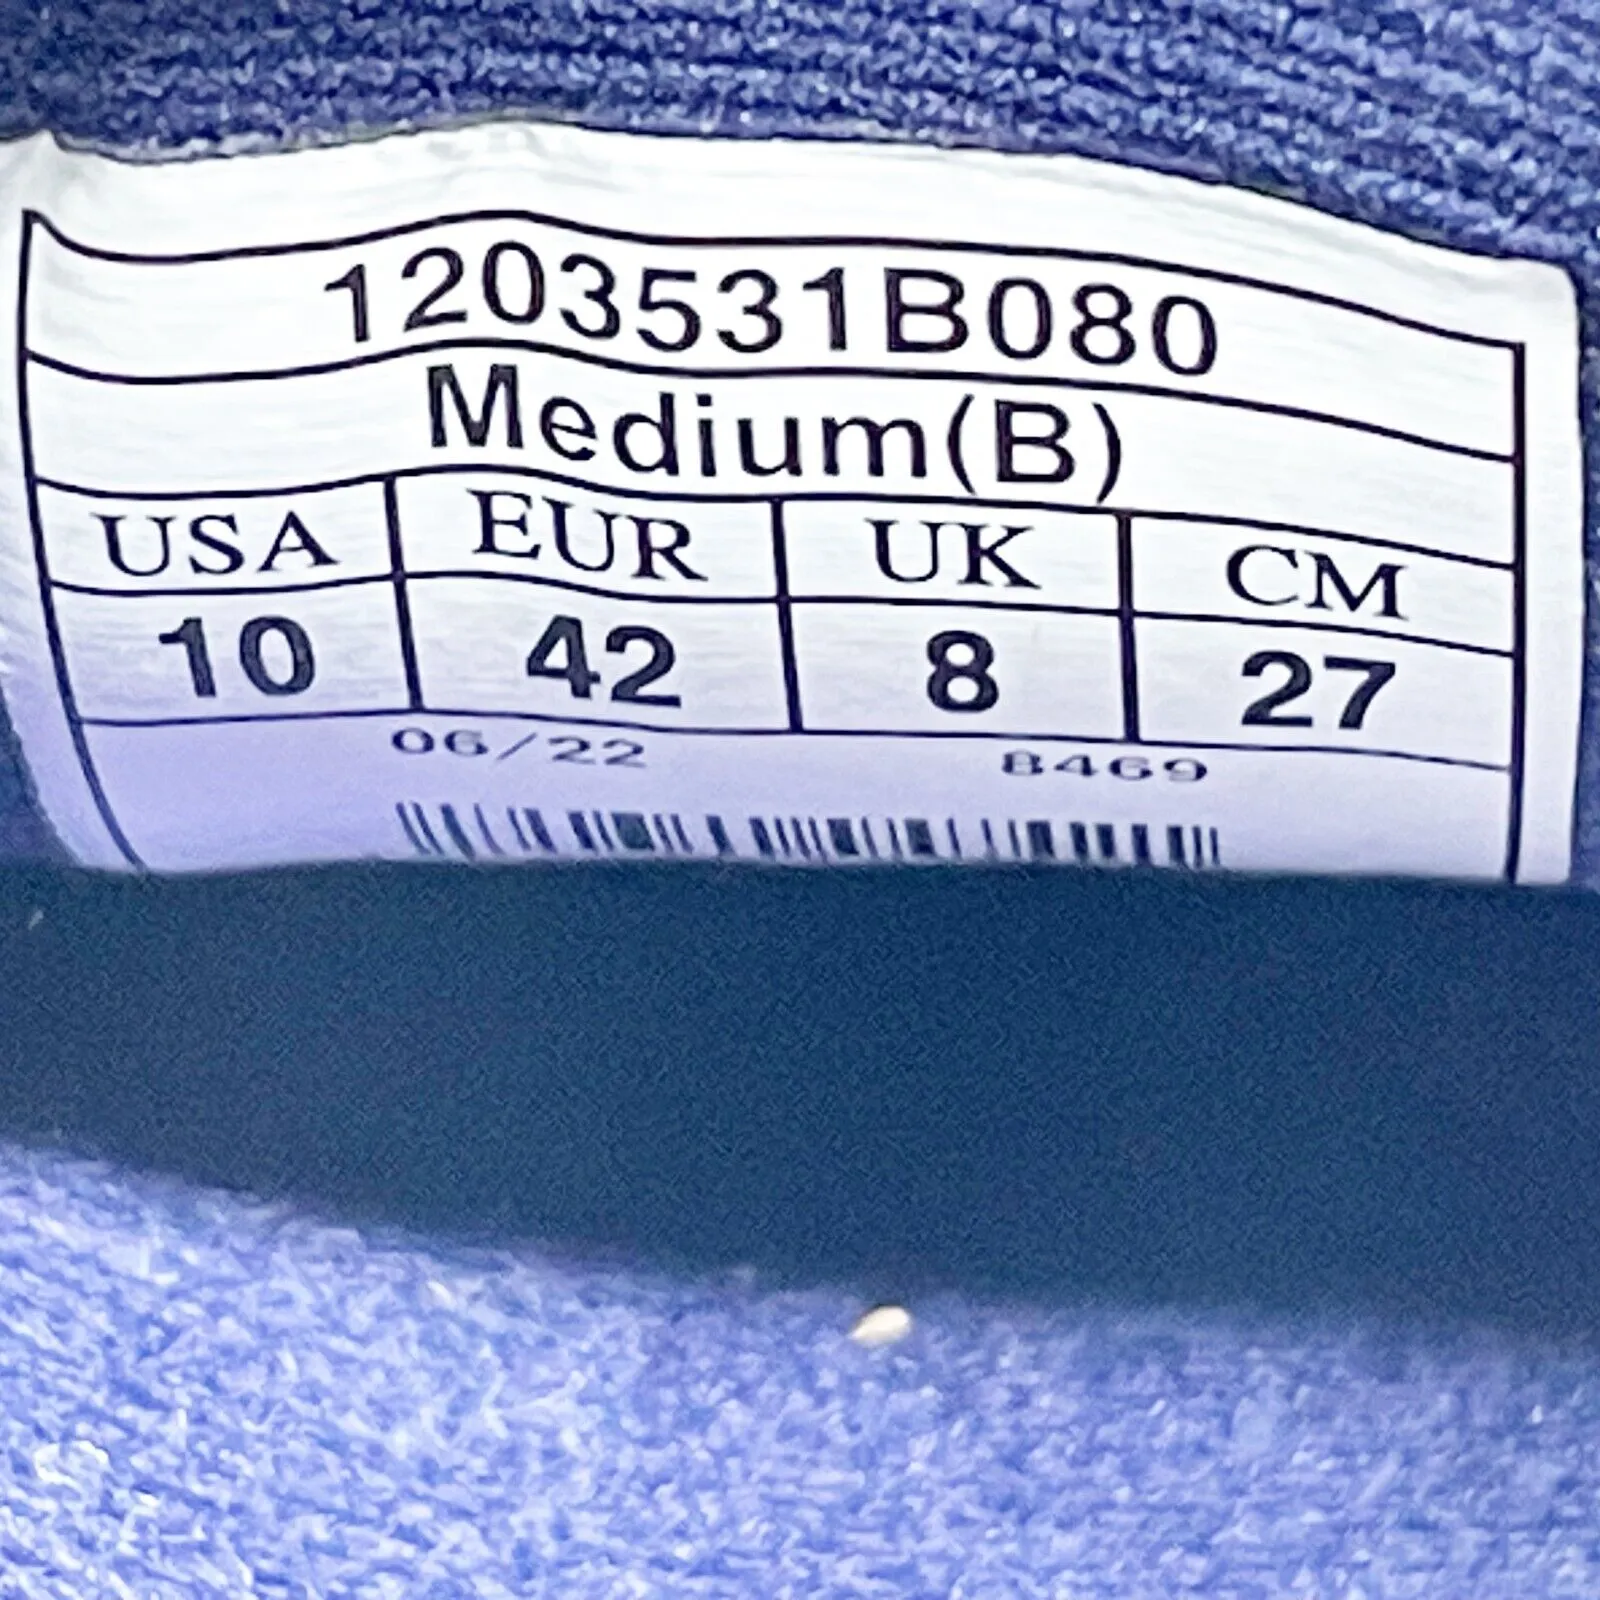 1203531B080
Medium(B)
USA EUR UK CM
10 42 8 27
06/22 8469